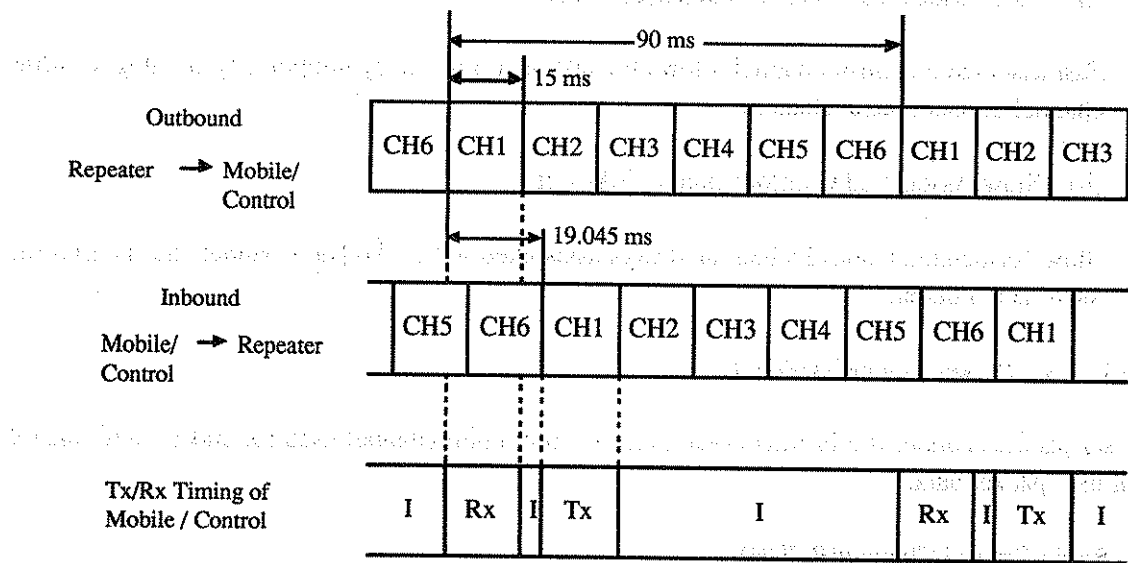 90 ms
15 ms
Outbound
Repeater → Mobile/
Control
CH6 CH1 CH2 CH3 CH4 CH5 CH6 CH1 CH2 CH3
19.045 ms
Inbound
Mobile/ → Repeater
Control
CH5 CH6 CH1 CH2 CH3 CH4 CH5 CH6 CH1
Tx/Rx Timing of
Mobile / Control
I Rx I Tx I Rx I Tx I